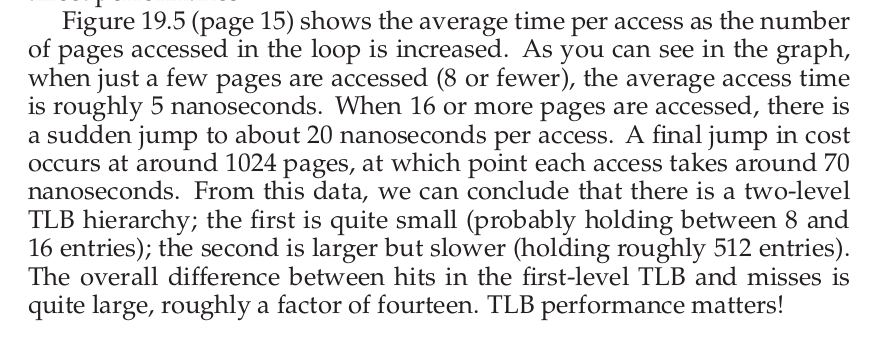 Figure 19.5 (page 15) shows the average time per access as the number
of pages accessed in the loop is increased. As you can see in the graph,
when just a few pages are accessed (8 or fewer), the average access time
is roughly 5 nanoseconds. When 16 or more pages are accessed, there is
a sudden jump to about 20 nanoseconds per access. A final jump in cost
occurs at around 1024 pages, at which point each access takes around 70
nanoseconds. From this data, we can conclude that there is a two-level
TLB hierarchy; the first is quite small (probably holding between 8 and
16 entries); the second is larger but slower (holding roughly 512 entries).
The overall difference between hits in the first-level TLB and misses is
quite large, roughly a factor of fourteen. TLB performance matters!